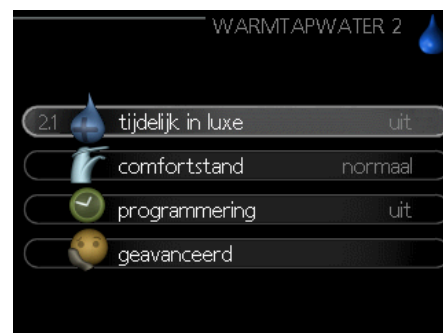 WARMTAPWATER 2
2.1 tijdelijk in luxe uit
comfortstand normaal
programmering uit
geavanceerd